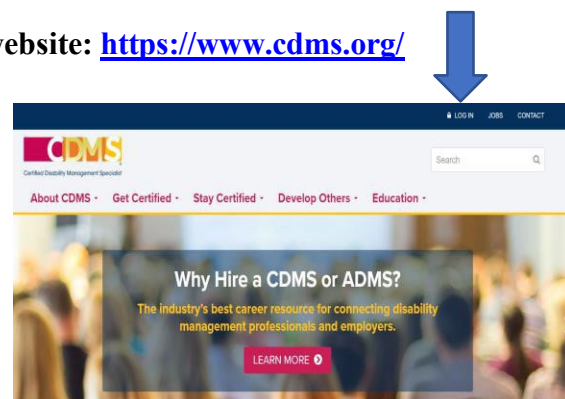 website: https://www.cdms.org/
LOG IN JOBS CONTACT
CDMS
Certified Disability Management Specialist
Search
About CDMS Get Certified Stay Certified Develop Others Education
Why Hire a CDMS or ADMS?
The industry's best career resource for connecting disability
management professionals and employers.
LEARN MORE